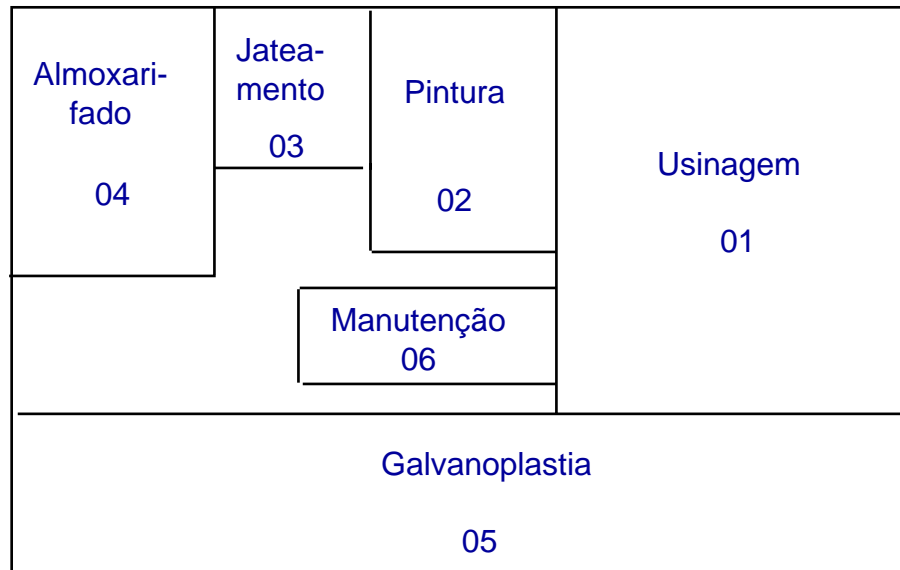 Almoxari-
fado
04
Jatea-
mento
03
Pintura
02
Usinagem
01
Manutenção
06
Galvanoplastia
05